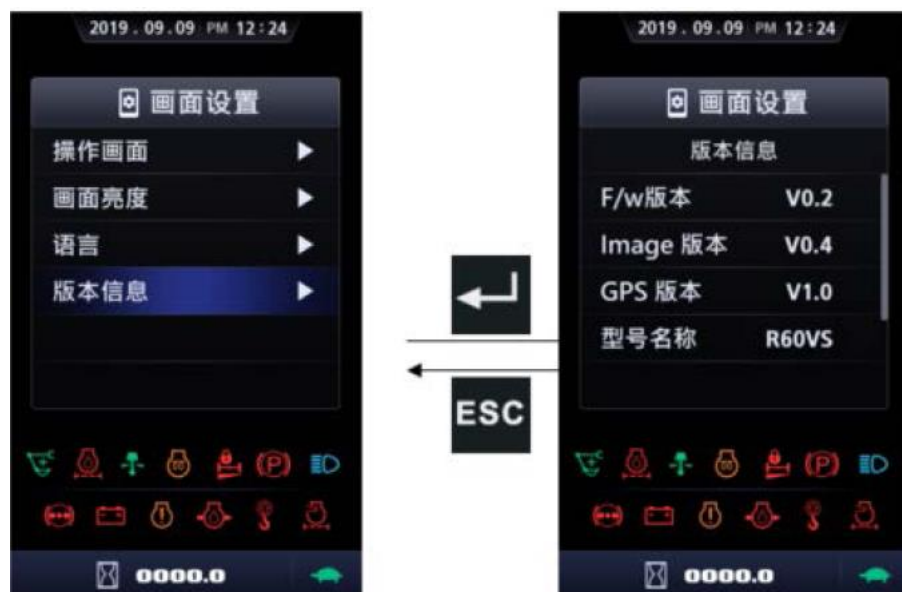 2019.09.09 PM 12:24
画面设置
操作画面
画面亮度
语言
版本信息
0000.0
ESC
2019.09.09 PM 12:24
画面设置
版本信息
F/w版本 V0.2
Image 版本 V0.4
GPS 版本 V1.0
型号名称 R60VS
0000.0